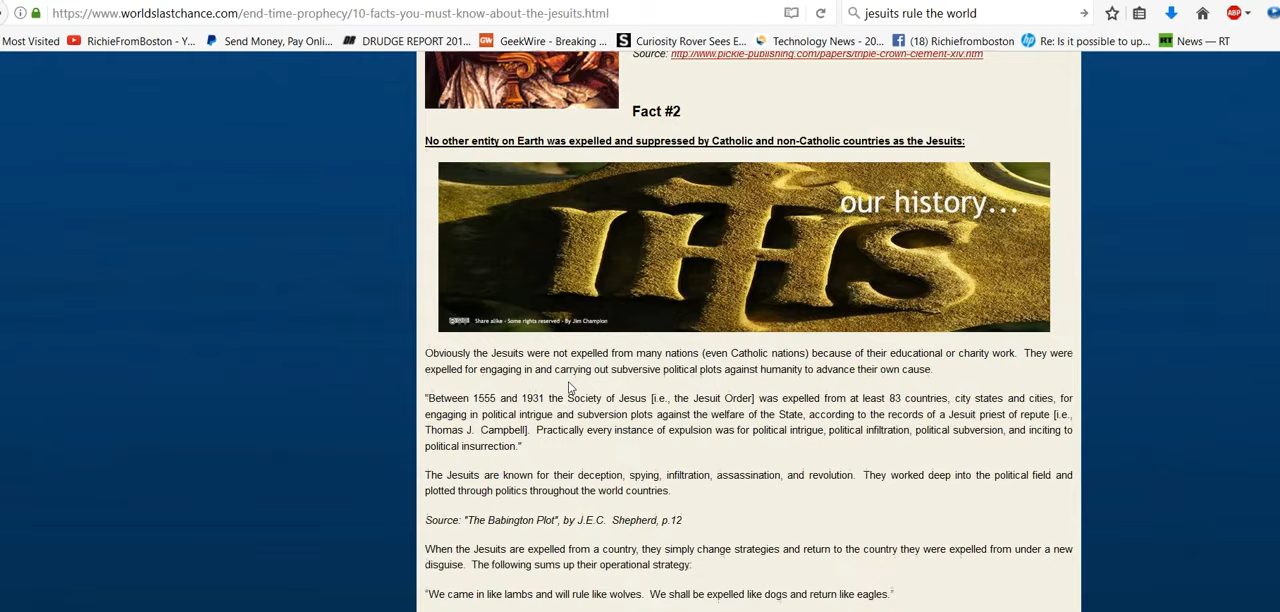 https://www.worldslastchance.com/end-time-prophecy/10-facts-you-must-know-about-the-jesuits.html
jesuits rule the world
ABP
Most Visited
RichieFromBoston - Y...
Send Money, Pay Onli...
DRUDGE REPORT 201...
GW GeekWire - Breaking ...
S Curiosity Rover Sees E...
Technology News - 20...
(18) Richiefromboston
hp Re: Is it possible to up...
RT News — RT
Source: http://www.pickle-publishing.com/papers/triple-crown-clement-xiv.htm
Fact #2
No other entity on Earth was expelled and suppressed by Catholic and non-Catholic countries as the Jesuits:
our history...
IHS
Share alike - Some rights reserved - By Jim Champion
Obviously the Jesuits were not expelled from many nations (even Catholic nations) because of their educational or charity work. They were
expelled for engaging in and carrying out subversive political plots against humanity to advance their own cause.
"Between 1555 and 1931 the Society of Jesus [i.e., the Jesuit Order] was expelled from at least 83 countries, city states and cities, for
engaging in political intrigue and subversion plots against the welfare of the State, according to the records of a Jesuit priest of repute [i.e.,
Thomas J. Campbell]. Practically every instance of expulsion was for political intrigue, political infiltration, political subversion, and inciting to
political insurrection."
The Jesuits are known for their deception, spying, infiltration, assassination, and revolution. They worked deep into the political field and
plotted through politics throughout the world countries.
Source: "The Babington Plot", by J.E.C. Shepherd, p.12
When the Jesuits are expelled from a country, they simply change strategies and return to the country they were expelled from under a new
disguise. The following sums up their operational strategy:
"We came in like lambs and will rule like wolves. We shall be expelled like dogs and return like eagles."